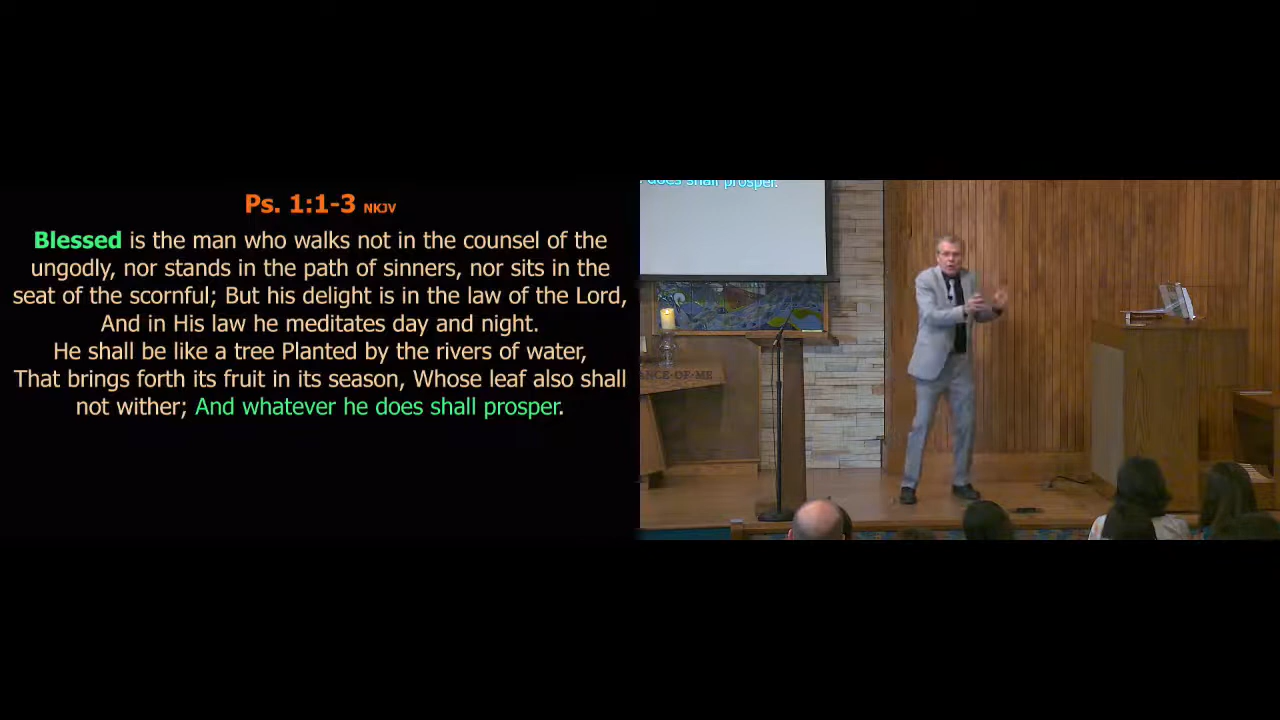 Ps. 1:1-3 NKJV
Blessed is the man who walks not in the counsel of the
ungodly, nor stands in the path of sinners, nor sits in the
seat of the scornful; But his delight is in the law of the Lord,
And in His law he meditates day and night.
He shall be like a tree Planted by the rivers of water,
That brings forth its fruit in its season, Whose leaf also shall
not wither; And whatever he does shall prosper.
does shall prosper.
ANCE·OF·ME